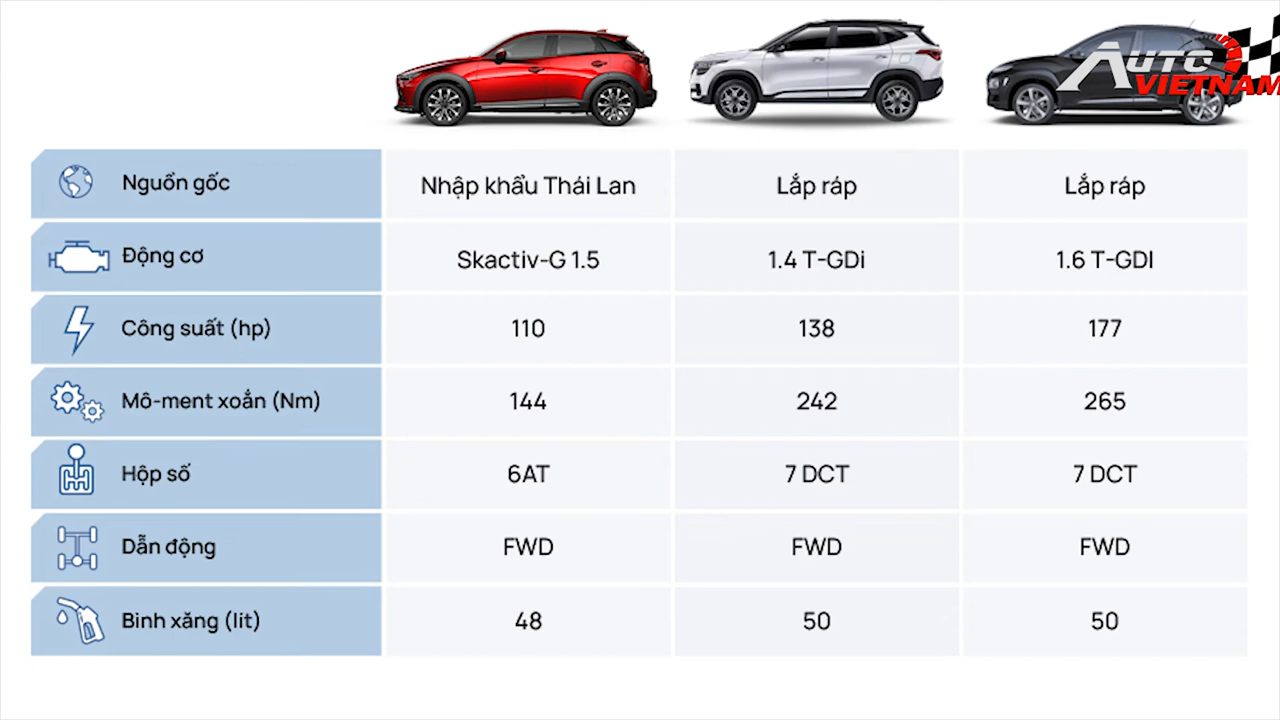 AUTO
VIETNAM
Nguồn gốc Nhập khẩu Thái Lan Lắp ráp Lắp ráp
Động cơ Skactiv-G 1.5 1.4 T-GDi 1.6 T-GDI
Công suất (hp) 110 138 177
Mô-ment xoắn (Nm) 144 242 265
Hộp số 6AT 7 DCT 7 DCT
Dẫn động FWD FWD FWD
Bình xăng (lit) 48 50 50